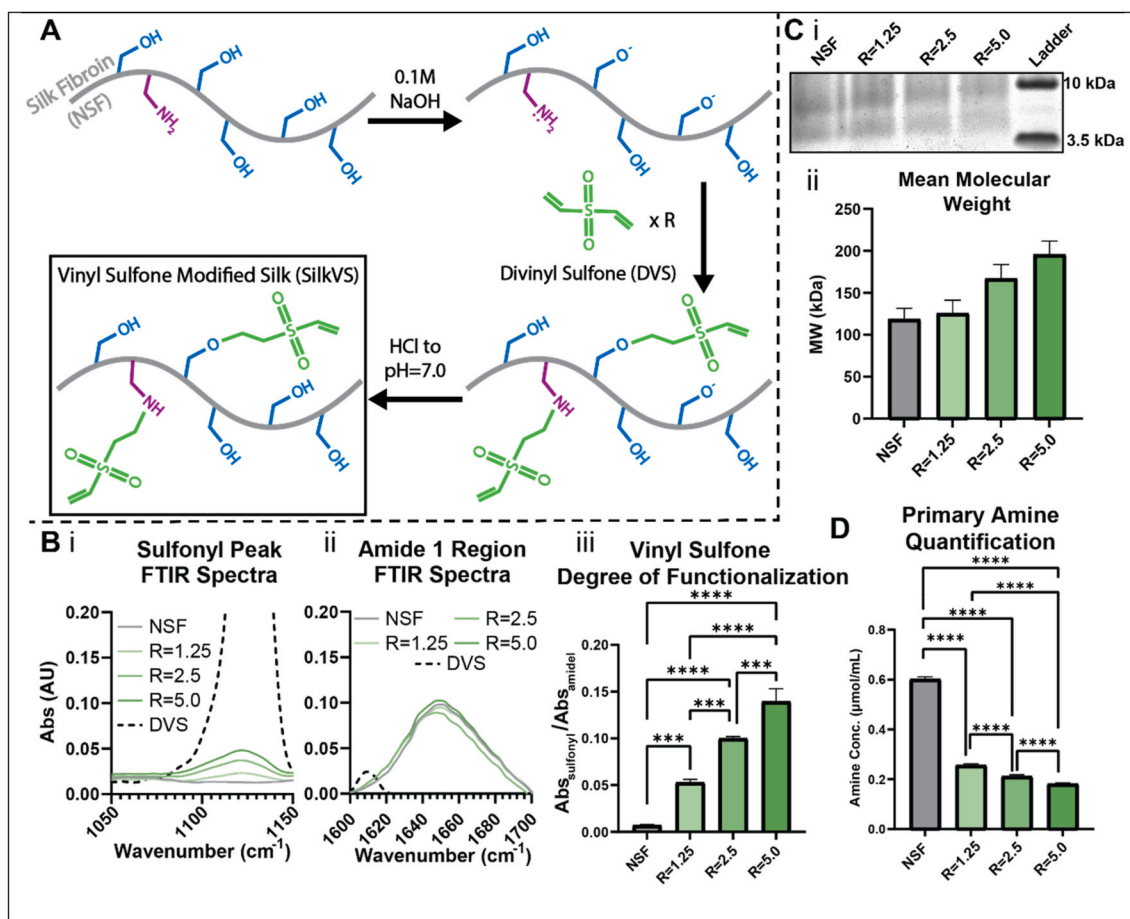 A
OH
OH
OH
OH
OH
NH2
Silk Fibroin
(NSF)
0.1M
NaOH
OH
O-
O-
O-
OH
N̈H2
O
S
O
x R
Divinyl Sulfone (DVS)
Vinyl Sulfone Modified Silk (SilkVS)
OH
O
O
S
O
OH
OH
OH
NH
O
S
O
HCl to
pH=7.0
OH
O
O
S
O
O-
OH
OH
NH
O
S
O
B
i
Sulfonyl Peak
FTIR Spectra
0.20
0.15
0.10
0.05
0.00
Abs (AU)
NSF
R=1.25
R=2.5
R=5.0
DVS
1050
1100
1150
Wavenumber (cm-1)
ii
Amide 1 Region
FTIR Spectra
0.20
0.15
0.10
0.05
0.00
NSF
R=2.5
R=1.25
R=5.0
DVS
1600
1620
1640
1660
1680
1700
Wavenumber (cm-1)
iii
Vinyl Sulfone
Degree of Functionalization
****
****
****
***
***
***
0.20
0.15
0.10
0.05
0.00
Abssulfonyl/AbsamideI
NSF
R=1.25
R=2.5
R=5.0
C
i
NSF
R=1.25
R=2.5
R=5.0
Ladder
10 kDa
3.5 kDa
ii
Mean Molecular
Weight
250
200
150
100
50
0
MW (kDa)
NSF
R=1.25
R=2.5
R=5.0
D
Primary Amine
Quantification
****
****
****
****
****
****
0.8
0.6
0.4
0.2
0.0
Amine Conc. (μmol/mL)
NSF
R=1.25
R=2.5
R=5.0